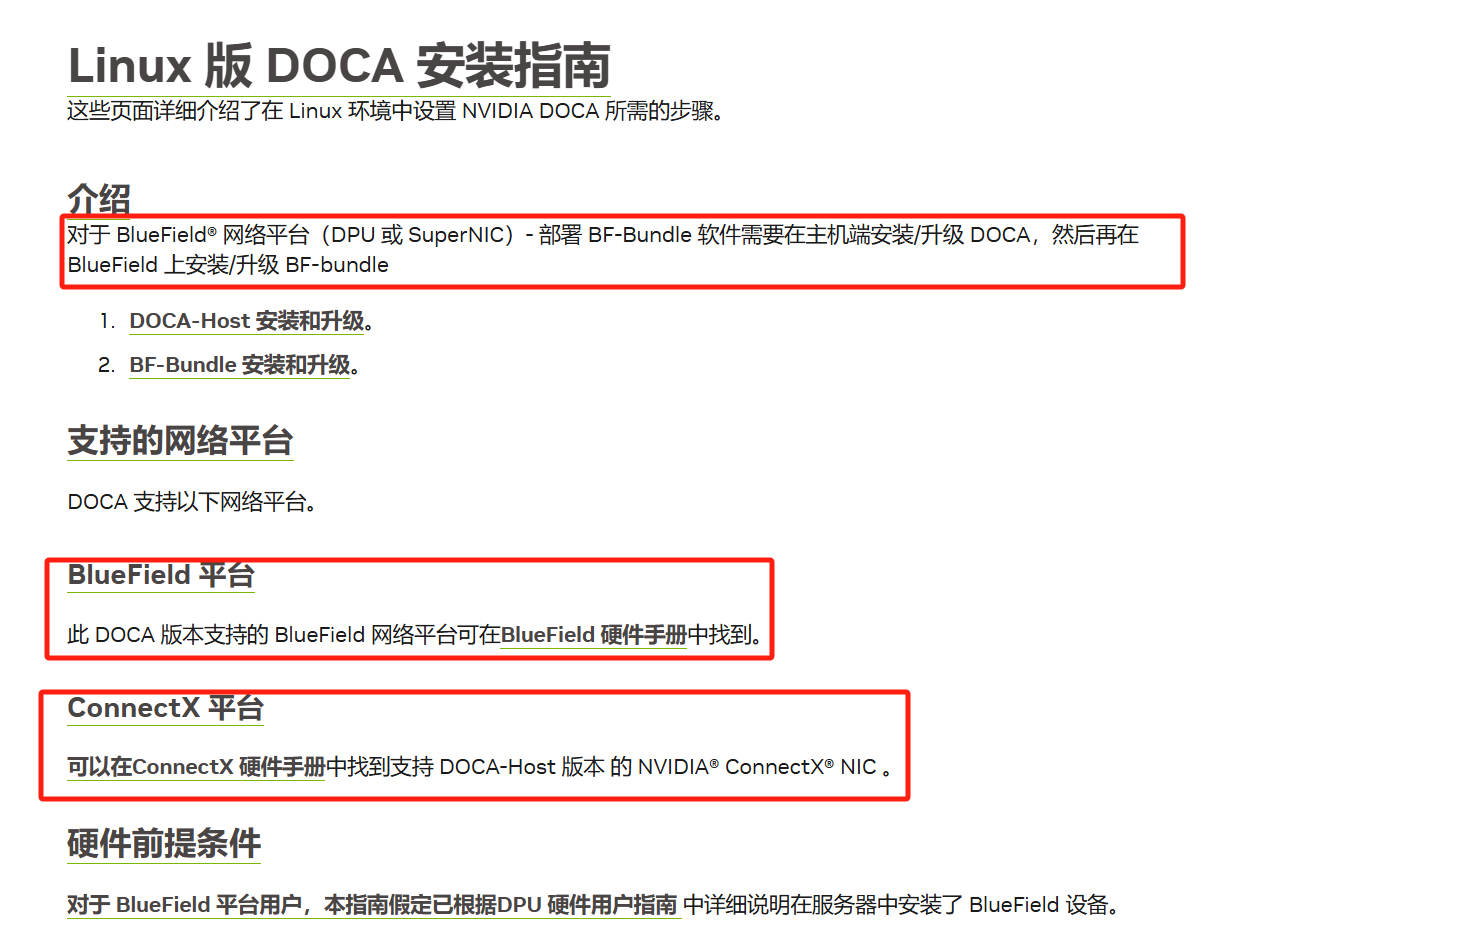 Linux 版 DOCA 安装指南
这些页面详细介绍了在 Linux 环境中设置 NVIDIA DOCA 所需的步骤。
介绍
对于 BlueField® 网络平台（DPU 或 SuperNIC）- 部署 BF-Bundle 软件需要在主机端安装/升级 DOCA，然后再在
BlueField 上安装/升级 BF-bundle
1. DOCA-Host 安装和升级。
2. BF-Bundle 安装和升级。
支持的网络平台
DOCA 支持以下网络平台。
BlueField 平台
此 DOCA 版本支持的 BlueField 网络平台可在BlueField 硬件手册中找到。
ConnectX 平台
可以在ConnectX 硬件手册中找到支持 DOCA-Host 版本 的 NVIDIA® ConnectX® NIC 。
硬件前提条件
对于 BlueField 平台用户，本指南假定已根据DPU 硬件用户指南 中详细说明在服务器中安装了 BlueField 设备。